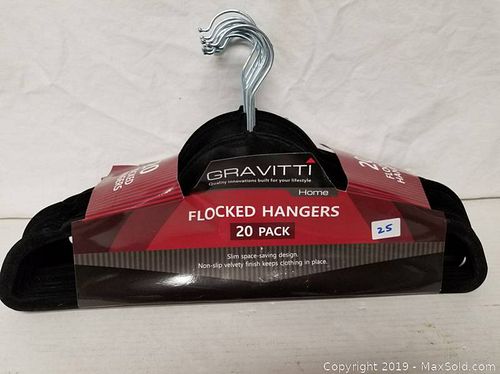 GRAVITTI
Quality innovations built for your lifestyle
Home
FLOCKED HANGERS
20 PACK
25
Slim space-saving design.
Non-slip velvety finish keeps clothing in place.
Copyright 2019 - MaxSold.com